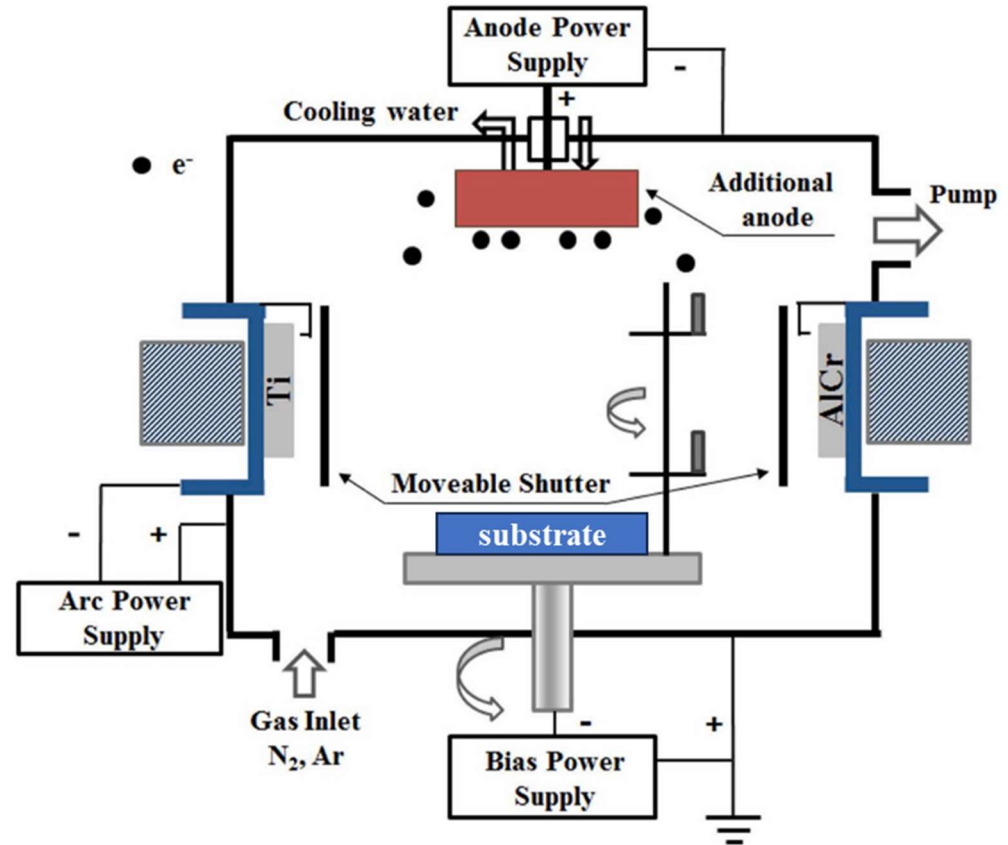 Anode Power
Supply
-
+
Cooling water
e-
Additional
anode
Pump
Ti
AlCr
Moveable Shutter
substrate
-
+
Arc Power
Supply
Gas Inlet
N₂, Ar
-
+
Bias Power
Supply